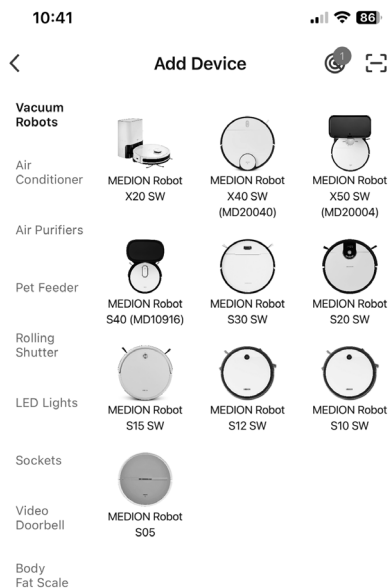 10:41
86
Add Device
1
Vacuum
Robots
Air
Conditioner
Air Purifiers
Pet Feeder
Rolling
Shutter
LED Lights
Sockets
Video
Doorbell
Body
Fat Scale
MEDION Robot
X20 SW
MEDION Robot
X40 SW
(MD20040)
MEDION Robot
X50 SW
(MD20004)
MEDION Robot
S40 (MD10916)
MEDION Robot
S30 SW
MEDION Robot
S20 SW
MEDION Robot
S15 SW
MEDION Robot
S12 SW
MEDION Robot
S10 SW
MEDION Robot
S05